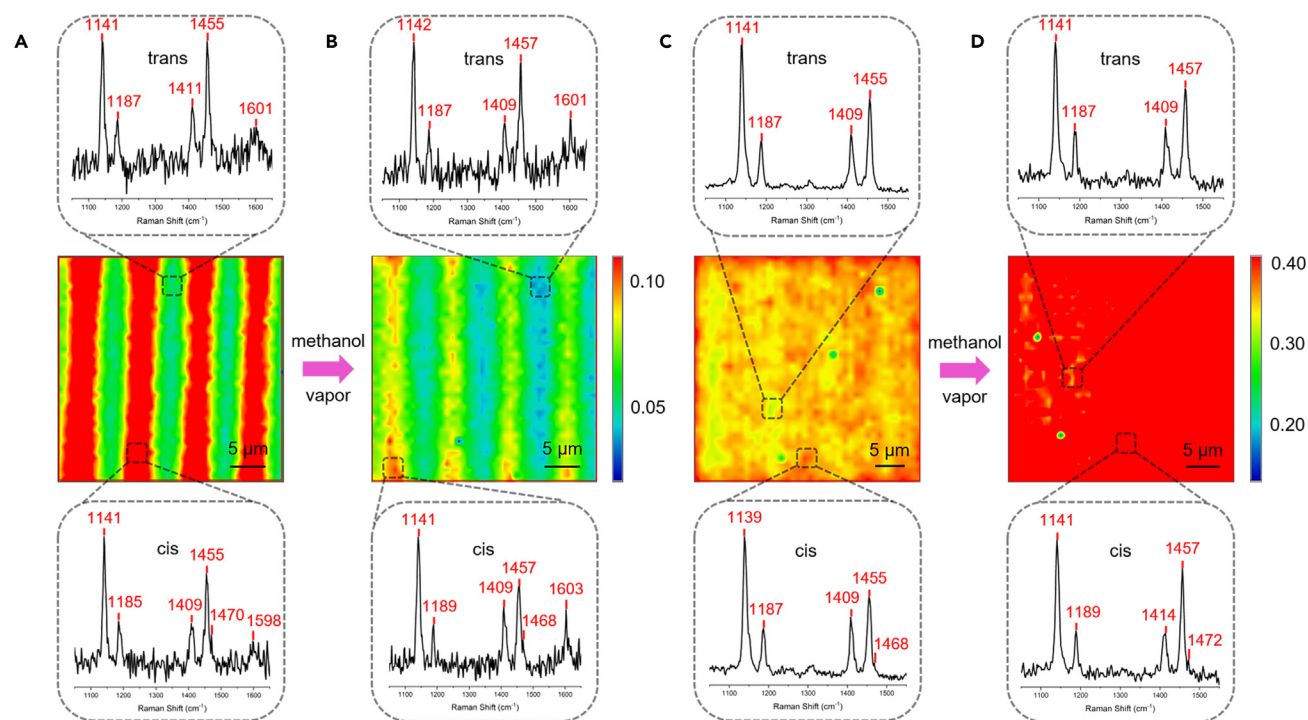 A
1141
1455
trans
1187
1411
1601
1100 1200 1300 1400 1500 1600
Raman Shift (cm⁻¹)
B
1142
1457
trans
1187
1409
1601
1100 1200 1300 1400 1500 1600
Raman Shift (cm⁻¹)
C
1141
1455
trans
1187
1409
1100 1200 1300 1400 1500
Raman Shift (cm⁻¹)
D
1141
1457
trans
1187
1409
1100 1200 1300 1400 1500
Raman Shift (cm⁻¹)
5 μm
methanol
vapor
5 μm
0.10
0.05
5 μm
methanol
vapor
5 μm
0.40
0.30
0.20
1141
1455
cis
1185
1409
1470
1598
1100 1200 1300 1400 1500 1600
Raman Shift (cm⁻¹)
1141
1457
cis
1189
1409
1468
1603
1100 1200 1300 1400 1500 1600
Raman Shift (cm⁻¹)
1139
1455
cis
1187
1409
1468
1100 1200 1300 1400 1500
Raman Shift (cm⁻¹)
1141
1457
cis
1189
1414
1472
1100 1200 1300 1400 1500
Raman Shift (cm⁻¹)